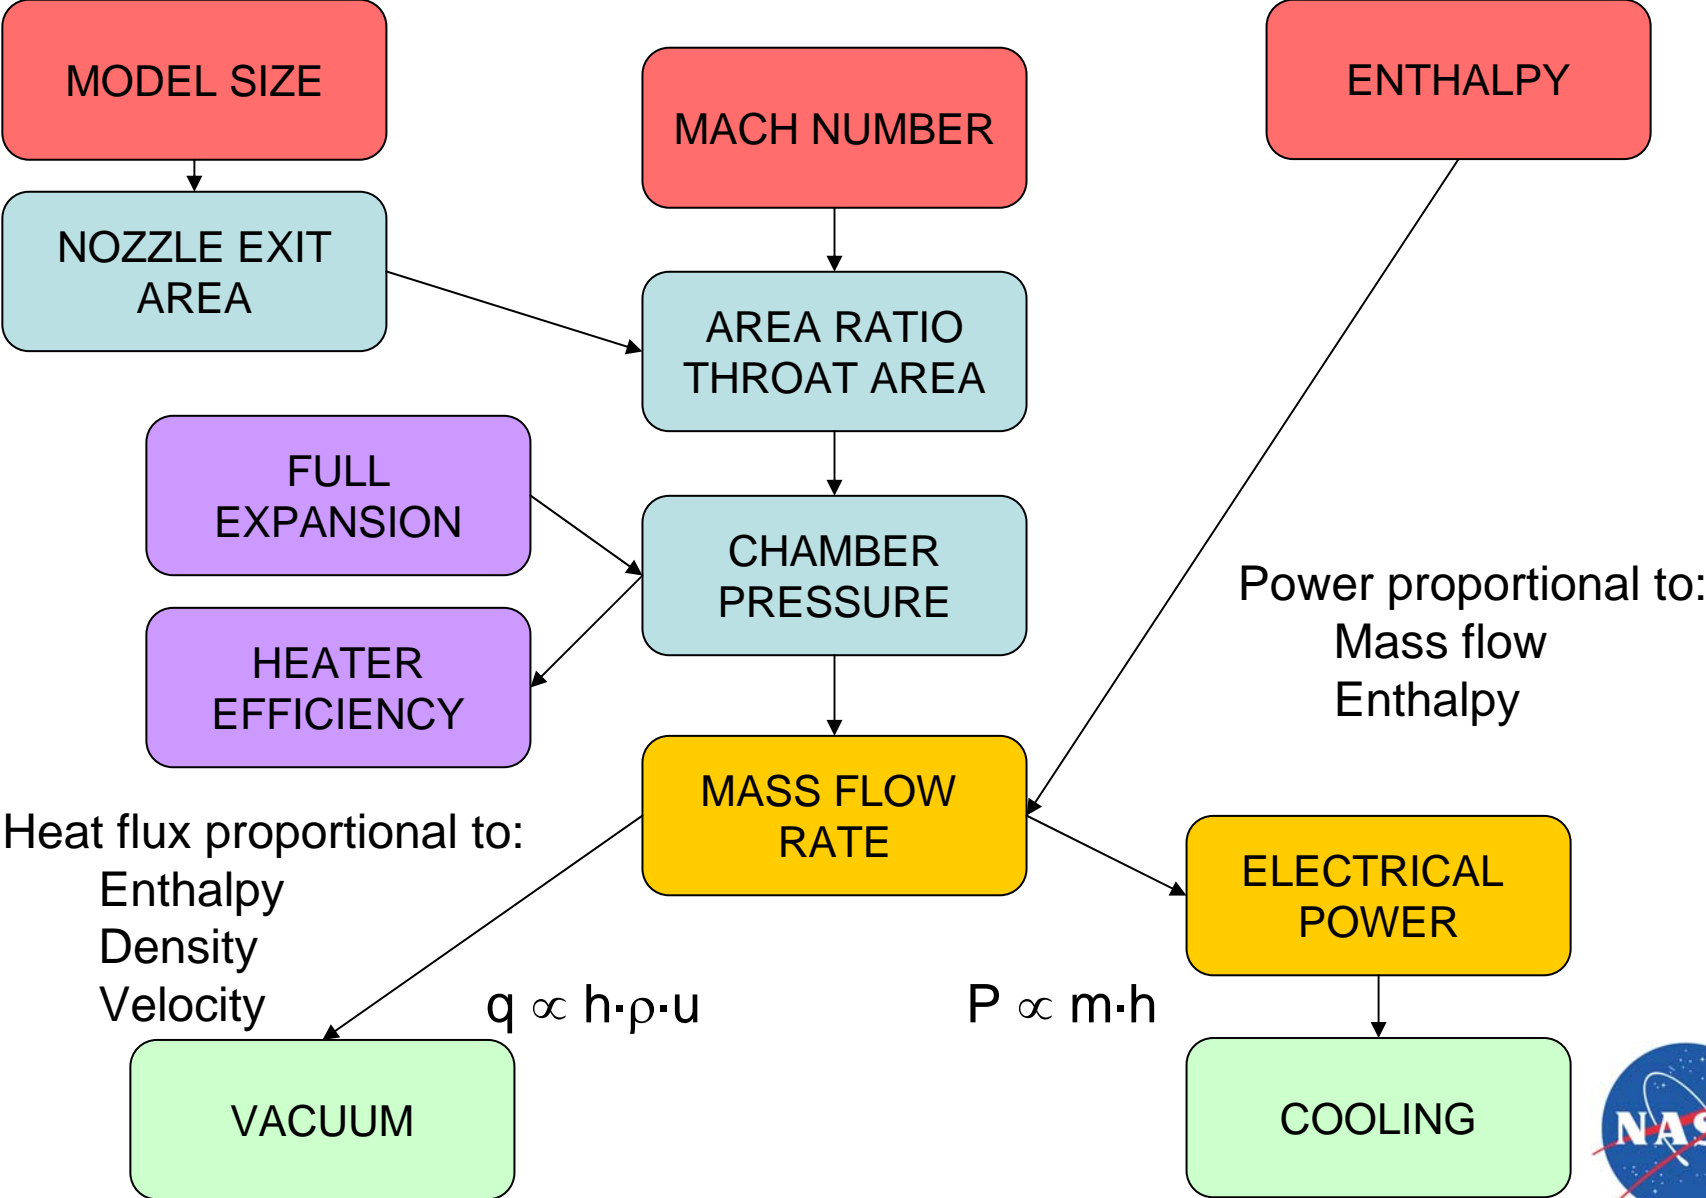 MODEL SIZE
MACH NUMBER
ENTHALPY
NOZZLE EXIT
AREA
AREA RATIO
THROAT AREA
FULL
EXPANSION
CHAMBER
PRESSURE
HEATER
EFFICIENCY
Power proportional to:
Mass flow
Enthalpy
MASS FLOW
RATE
Heat flux proportional to:
Enthalpy
Density
Velocity
ELECTRICAL
POWER
q ∝ h·ρ·u
P ∝ m·h
VACUUM
COOLING